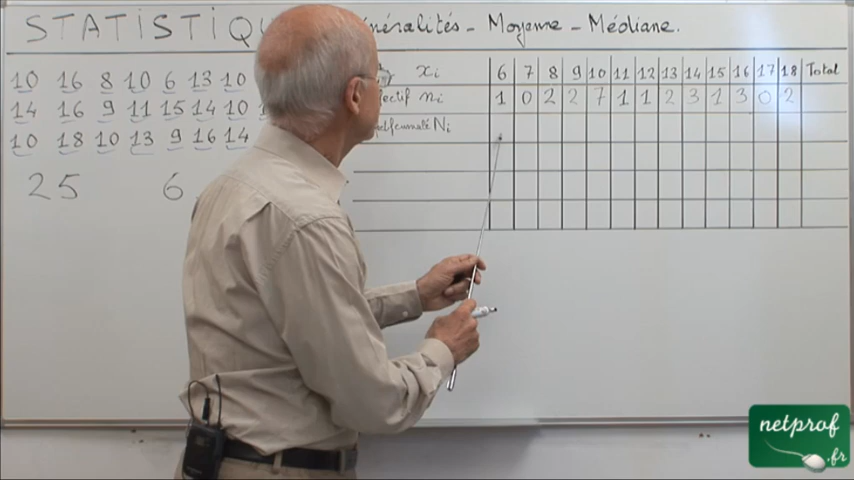 STATISTIQU néralités - Moyenne - Médiane.
10 16 8 10 6 13 10
14 16 9 11 15 14 10
10 18 10 13 9 16 14
25 6
xi 6 7 8 9 10 11 12 13 14 15 16 17 18 Total
ectif ni 1 0 2 2 7 1 1 2 3 1 3 0 2
Ni
netprof
.fr